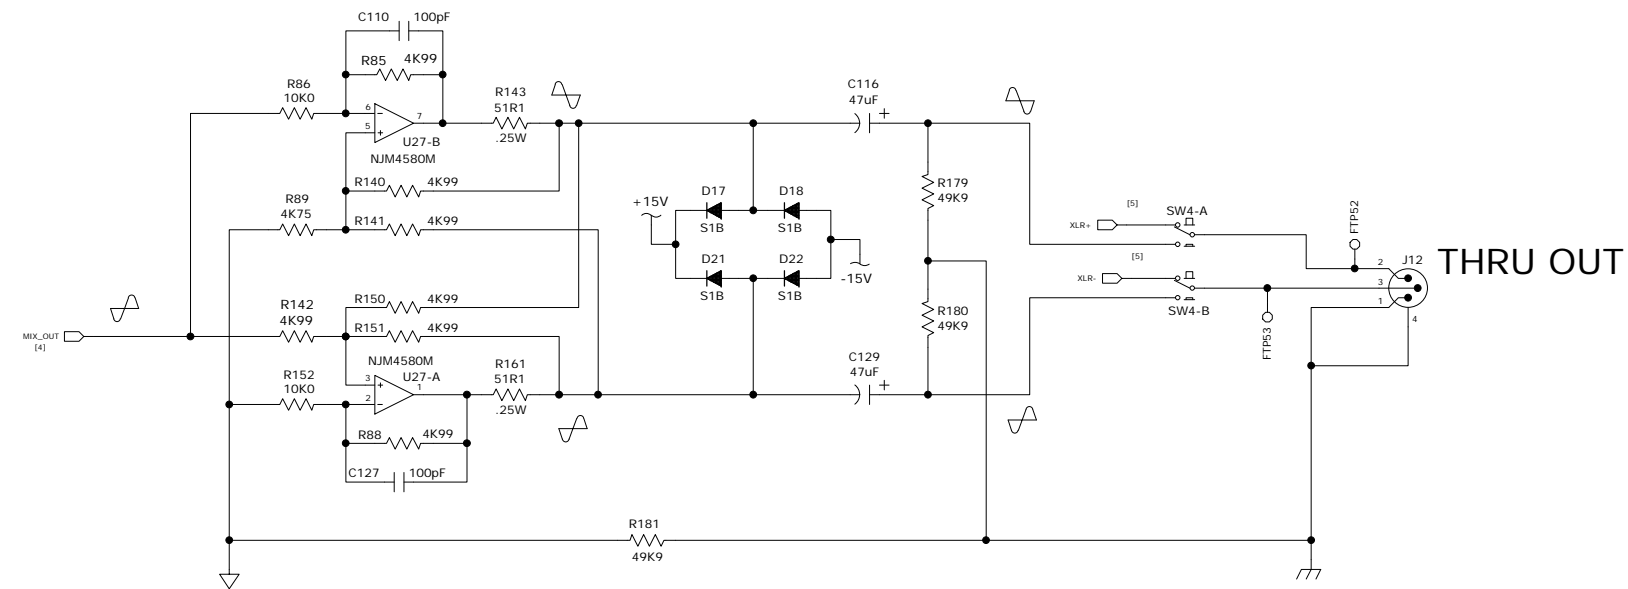 C110 100pF
R85 4K99
R86
10K0
6
5
7
U27-B
NJM4580M
R143
51R1
.25W
C116
47uF
+
R140 4K99
R89
4K75
R141 4K99
+15V
D17
S1B
D18
S1B
D21
S1B
D22
S1B
-15V
R179
49K9
R180
49K9
[5]
XLR+
SW4-A
[5]
XLR-
SW4-B
FTP52
FTP53
2
3
1
4
J12
THRU OUT
MIX_OUT
[4]
R142
4K99
R150 4K99
R151 4K99
NJM4580M
U27-A
3
2
1
R152
10K0
R161
51R1
.25W
C129
47uF
+
R88 4K99
C127 100pF
R181
49K9